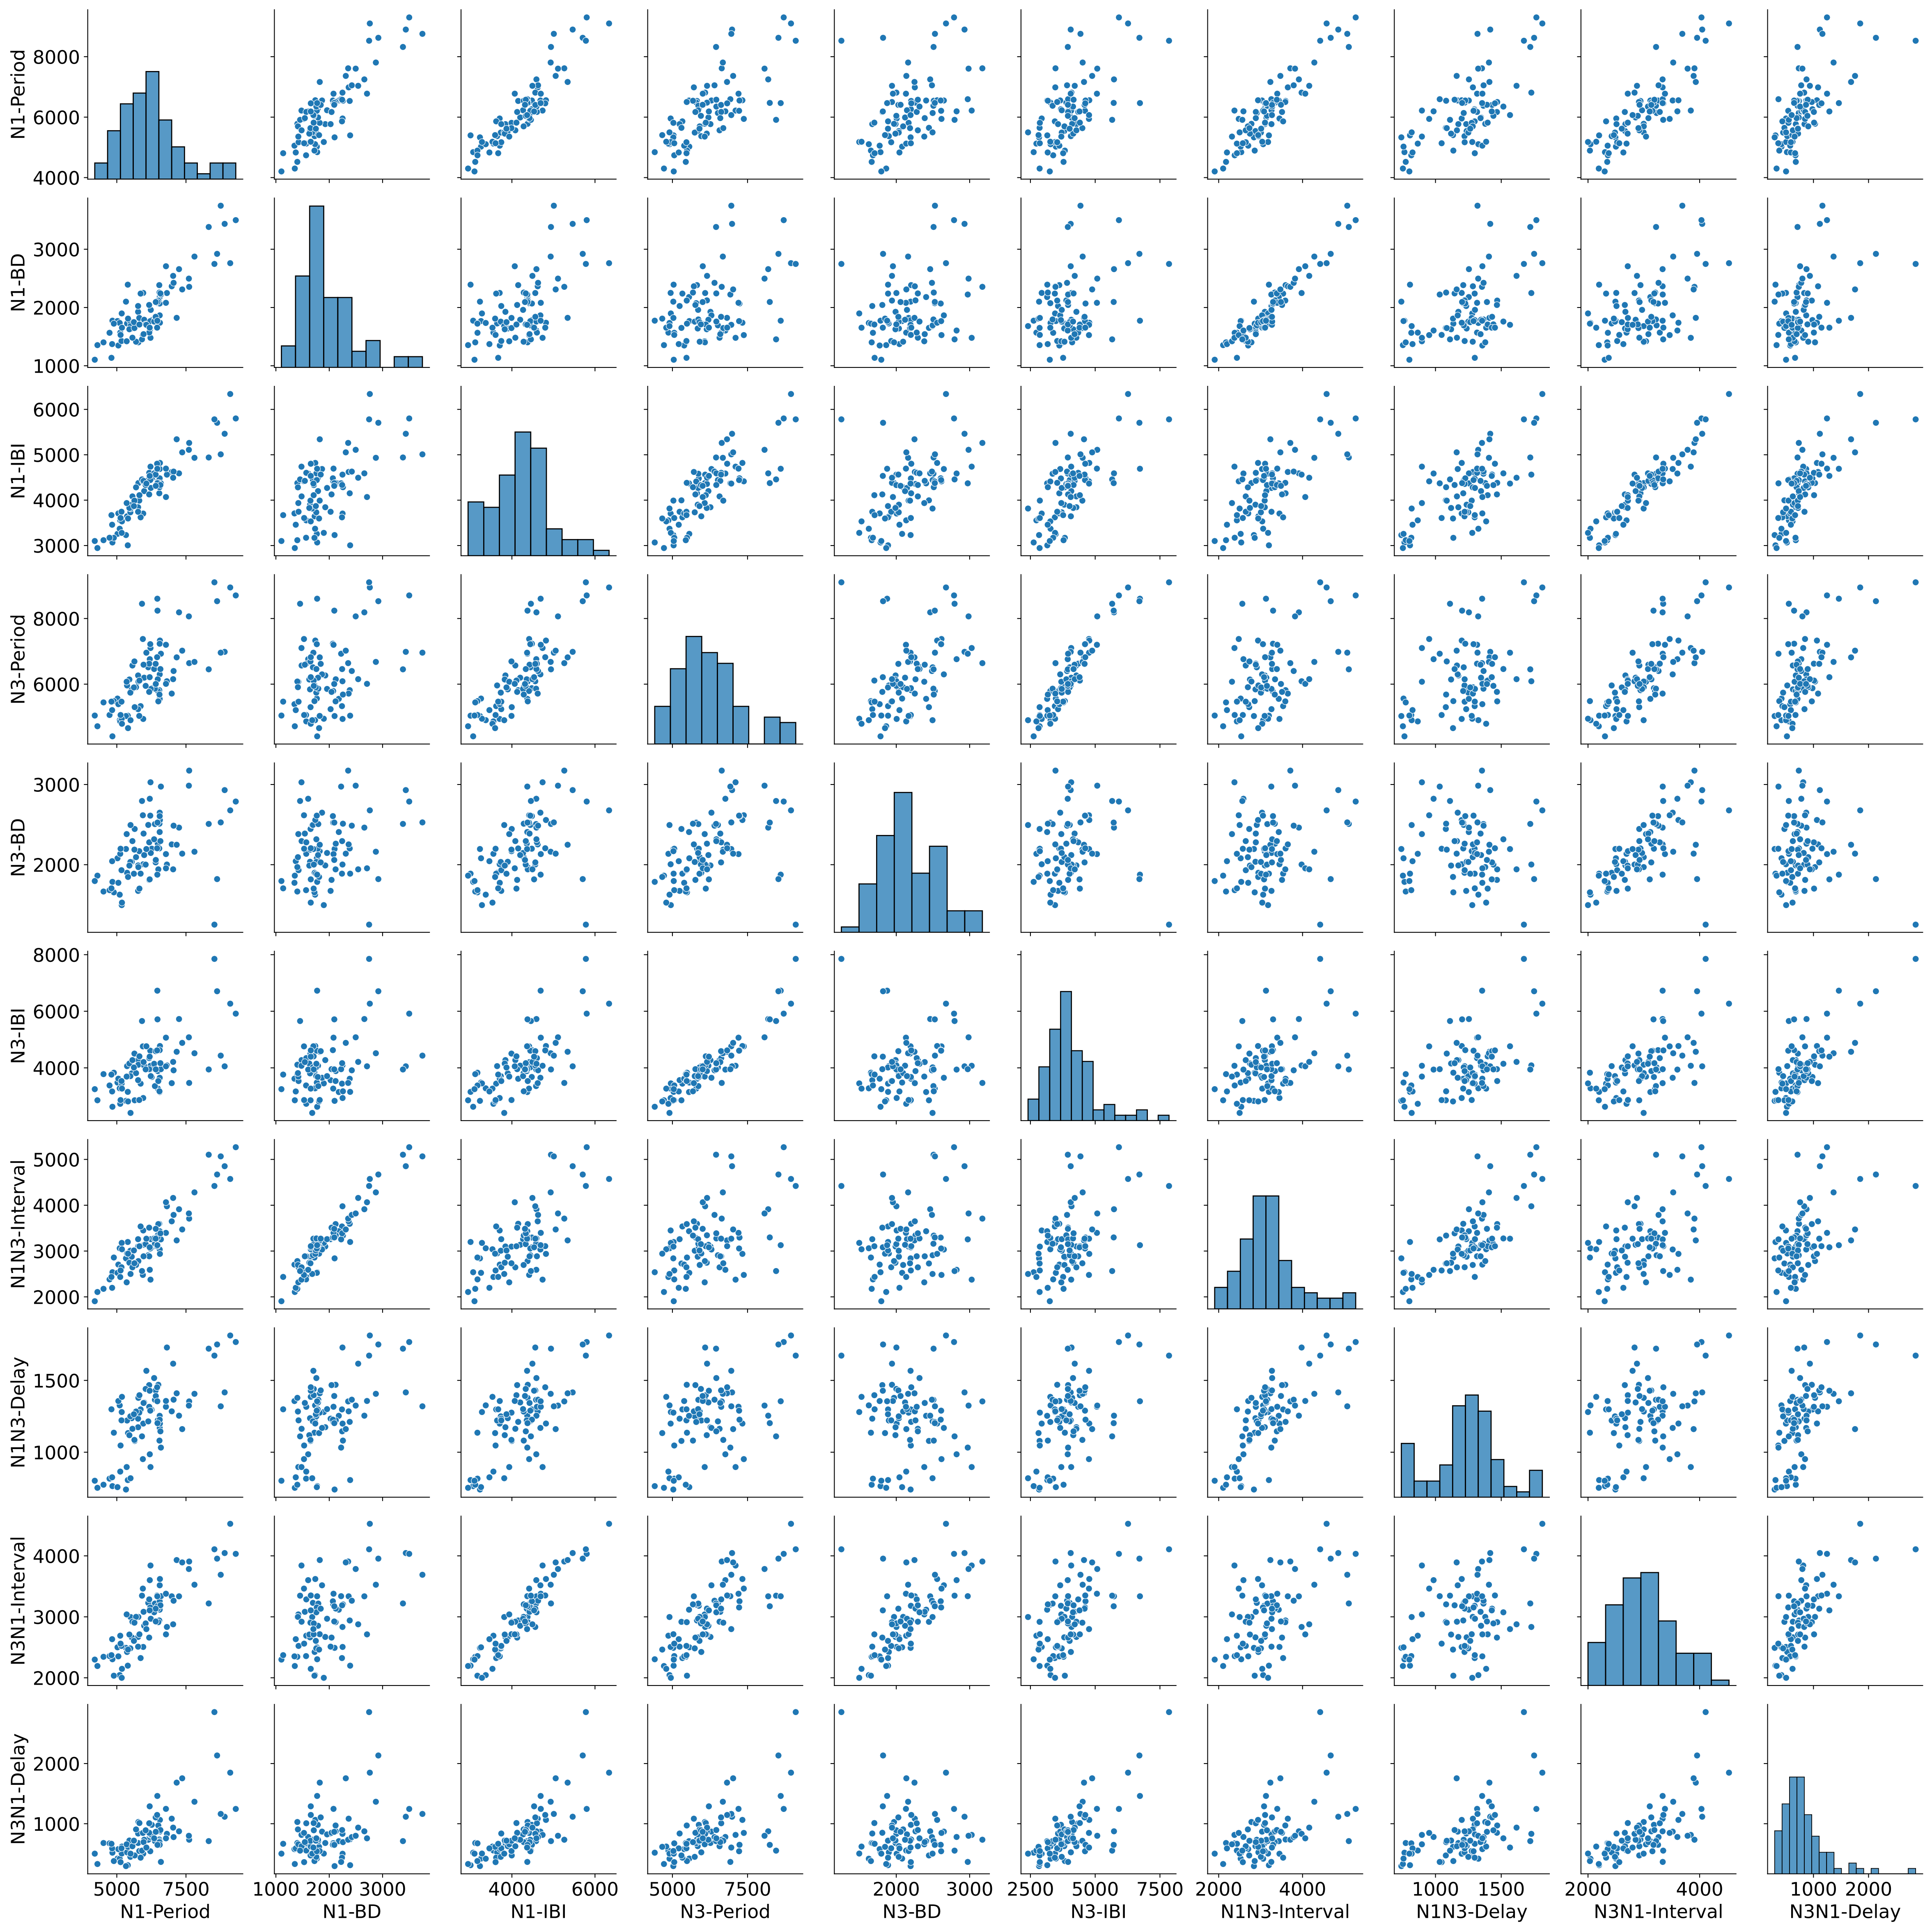 N1-Period
8000
6000
4000
N1-BD
3000
2000
1000
N1-IBI
6000
5000
4000
3000
N3-Period
8000
6000
N3-BD
3000
2000
N3-IBI
8000
6000
4000
N1N3-Interval
5000
4000
3000
2000
N1N3-Delay
1500
1000
N3N1-Interval
4000
3000
2000
N3N1-Delay
2000
1000
5000 7500 1000 2000 3000 4000 6000 5000 7500 2000 3000 2500 5000 7500 2000 4000 1000 1500 2000 4000 1000 2000
N1-Period N1-BD N1-IBI N3-Period N3-BD N3-IBI N1N3-Interval N1N3-Delay N3N1-Interval N3N1-Delay